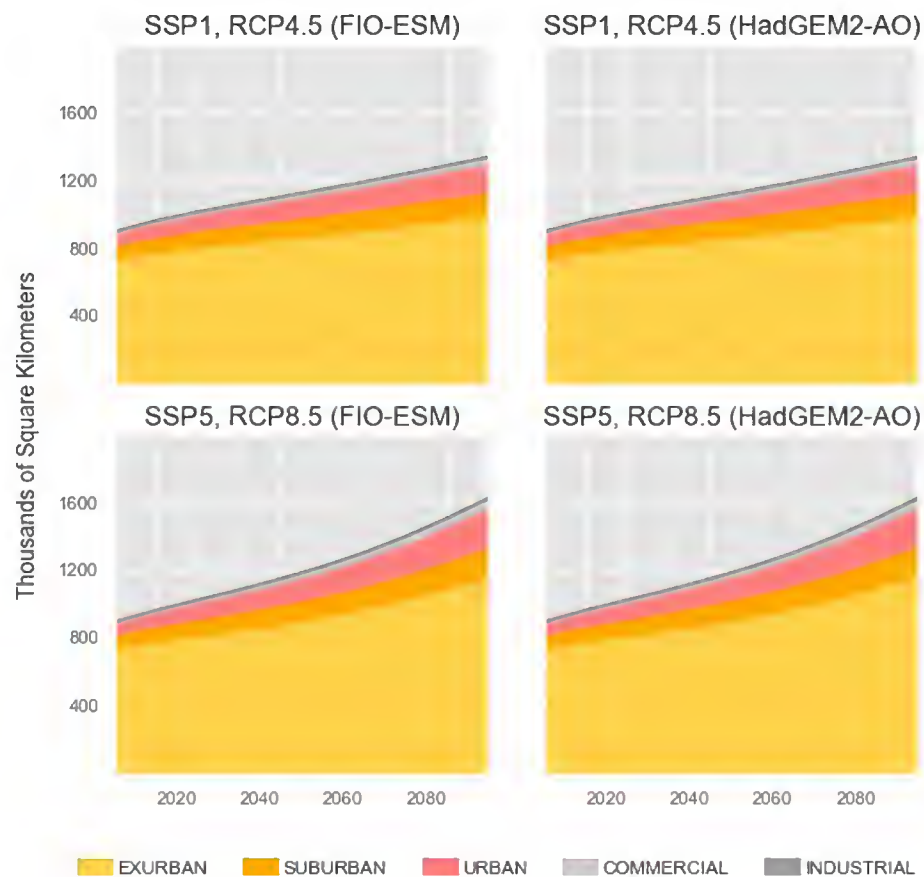 SSP1, RCP4.5 (FIO-ESM) SSP1, RCP4.5 (HadGEM2-AO)
1600
1200
800
400
Thousands of Square Kilometers
SSP5, RCP8.5 (FIO-ESM) SSP5, RCP8.5 (HadGEM2-AO)
1600
1200
800
400
2020 2040 2060 2080 2020 2040 2060 2080
EXURBAN SUBURBAN URBAN COMMERCIAL INDUSTRIAL